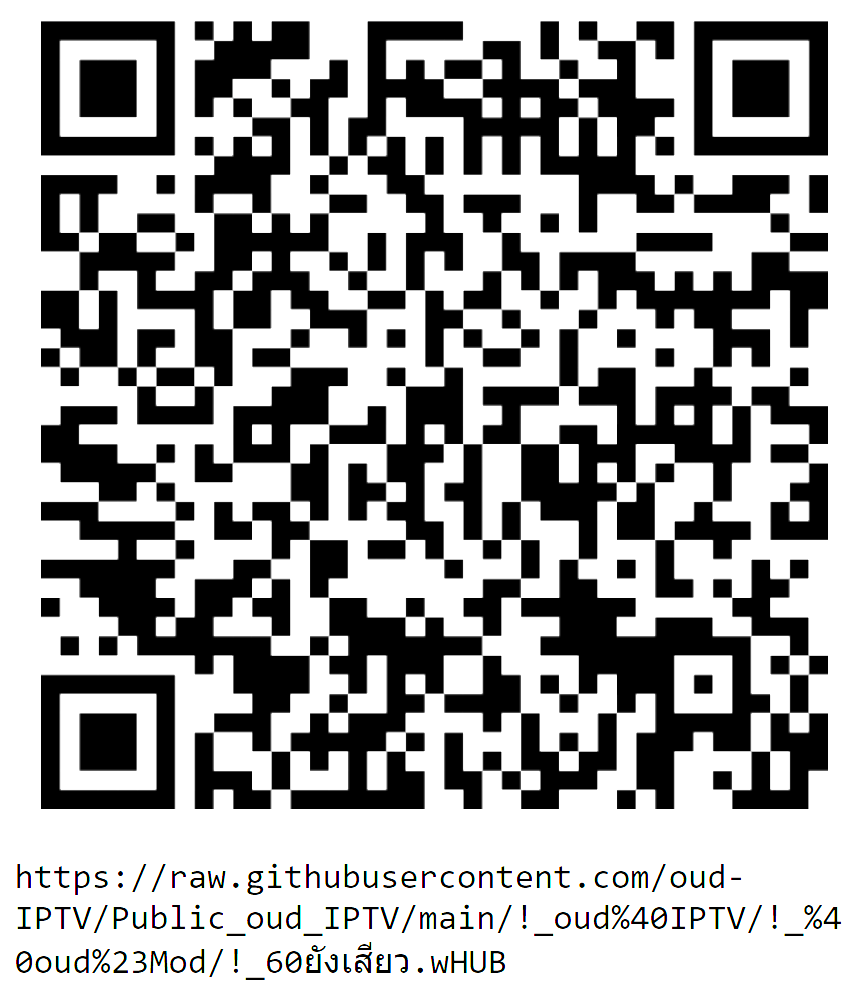 https://raw.githubusercontent.com/oud-
IPTV/Public_oud_IPTV/main/!_oud%40IPTV/!_%4
0oud%23Mod/!_60ยังเสียว.wHUB